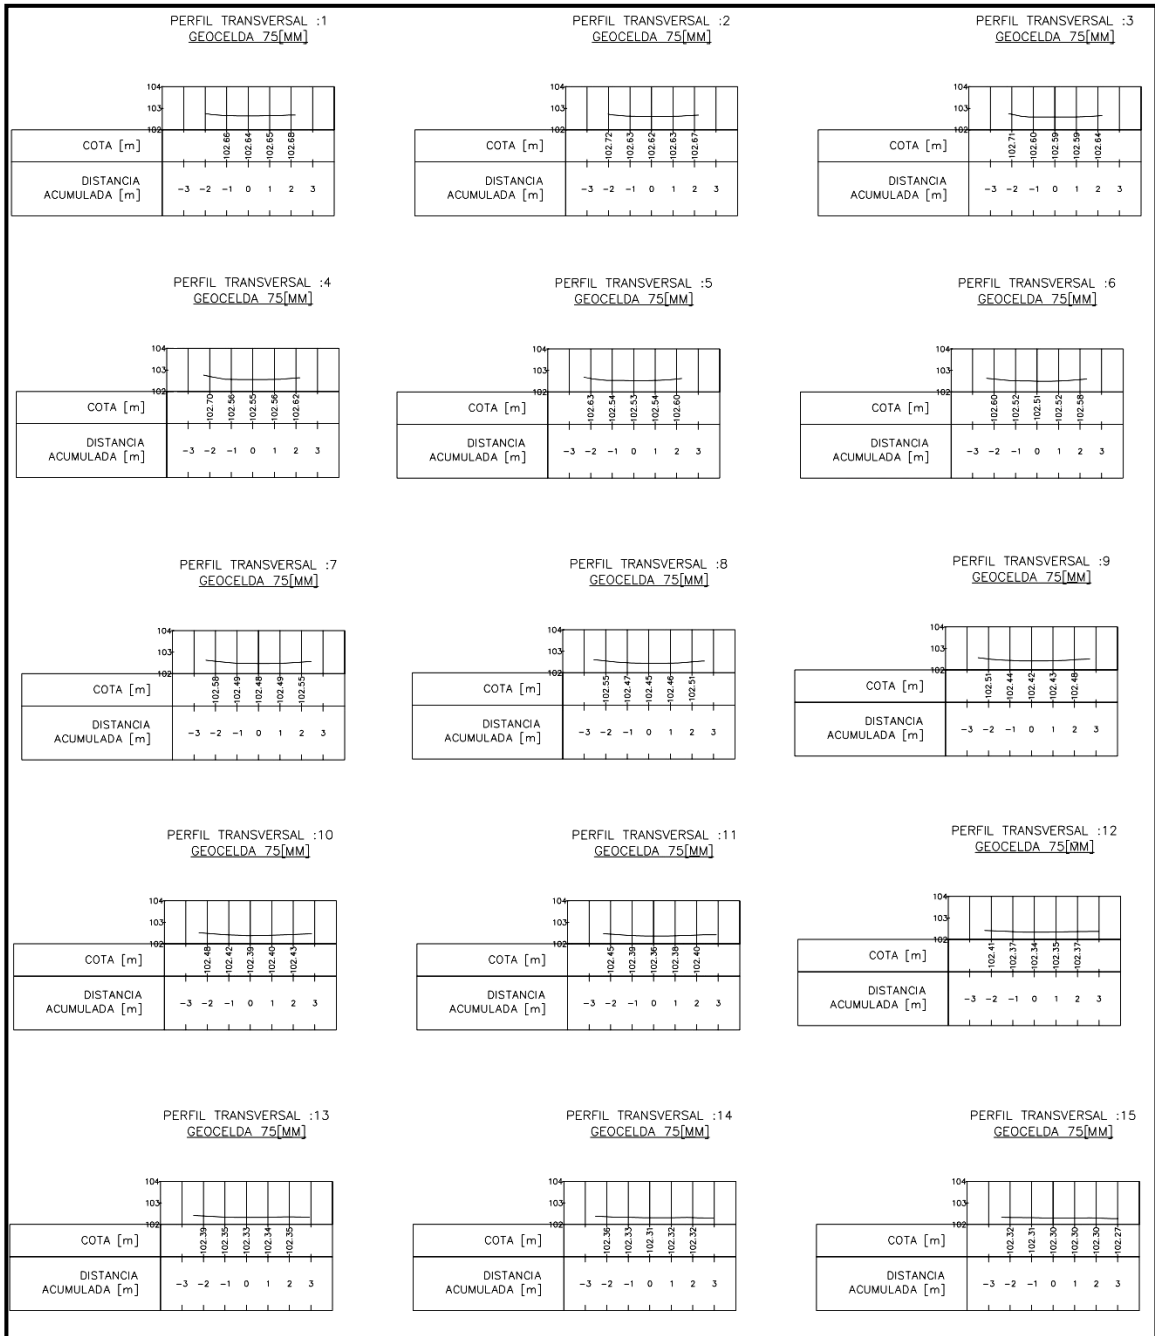 PERFIL TRANSVERSAL :1
GEOCELDA 75[MM]
104
103
102
COTA [m]
102.66 102.64 102.65 102.68
DISTANCIA
ACUMULADA [m]
-3 -2 -1 0 1 2 3
PERFIL TRANSVERSAL :2
GEOCELDA 75[MM]
104
103
102
COTA [m]
102.72 102.63 102.62 102.63 102.67
DISTANCIA
ACUMULADA [m]
-3 -2 -1 0 1 2 3
PERFIL TRANSVERSAL :3
GEOCELDA 75[MM]
104
103
102
COTA [m]
102.71 102.60 102.59 102.59 102.64
DISTANCIA
ACUMULADA [m]
-3 -2 -1 0 1 2 3
PERFIL TRANSVERSAL :4
GEOCELDA 75[MM]
104
103
102
COTA [m]
102.70 102.56 102.55 102.56 102.62
DISTANCIA
ACUMULADA [m]
-3 -2 -1 0 1 2 3
PERFIL TRANSVERSAL :5
GEOCELDA 75[MM]
104
103
102
COTA [m]
102.63 102.54 102.53 102.54 102.60
DISTANCIA
ACUMULADA [m]
-3 -2 -1 0 1 2 3
PERFIL TRANSVERSAL :6
GEOCELDA 75[MM]
104
103
102
COTA [m]
102.60 102.52 102.51 102.52 102.58
DISTANCIA
ACUMULADA [m]
-3 -2 -1 0 1 2 3
PERFIL TRANSVERSAL :7
GEOCELDA 75[MM]
104
103
102
COTA [m]
102.58 102.49 102.48 102.49 102.55
DISTANCIA
ACUMULADA [m]
-3 -2 -1 0 1 2 3
PERFIL TRANSVERSAL :8
GEOCELDA 75[MM]
104
103
102
COTA [m]
102.55 102.47 102.45 102.46 102.51
DISTANCIA
ACUMULADA [m]
-3 -2 -1 0 1 2 3
PERFIL TRANSVERSAL :9
GEOCELDA 75[MM]
104
103
102
COTA [m]
102.51 102.44 102.42 102.43 102.48
DISTANCIA
ACUMULADA [m]
-3 -2 -1 0 1 2 3
PERFIL TRANSVERSAL :10
GEOCELDA 75[MM]
104
103
102
COTA [m]
102.48 102.42 102.39 102.40 102.43
DISTANCIA
ACUMULADA [m]
-3 -2 -1 0 1 2 3
PERFIL TRANSVERSAL :11
GEOCELDA 75[MM]
104
103
102
COTA [m]
102.45 102.39 102.36 102.38 102.40
DISTANCIA
ACUMULADA [m]
-3 -2 -1 0 1 2 3
PERFIL TRANSVERSAL :12
GEOCELDA 75[MM]
104
103
102
COTA [m]
102.41 102.37 102.34 102.35 102.37
DISTANCIA
ACUMULADA [m]
-3 -2 -1 0 1 2 3
PERFIL TRANSVERSAL :13
GEOCELDA 75[MM]
104
103
102
COTA [m]
102.39 102.35 102.33 102.34 102.35
DISTANCIA
ACUMULADA [m]
-3 -2 -1 0 1 2 3
PERFIL TRANSVERSAL :14
GEOCELDA 75[MM]
104
103
102
COTA [m]
102.36 102.33 102.31 102.32 102.32
DISTANCIA
ACUMULADA [m]
-3 -2 -1 0 1 2 3
PERFIL TRANSVERSAL :15
GEOCELDA 75[MM]
104
103
102
COTA [m]
102.32 102.31 102.30 102.30 102.30 102.27
DISTANCIA
ACUMULADA [m]
-3 -2 -1 0 1 2 3